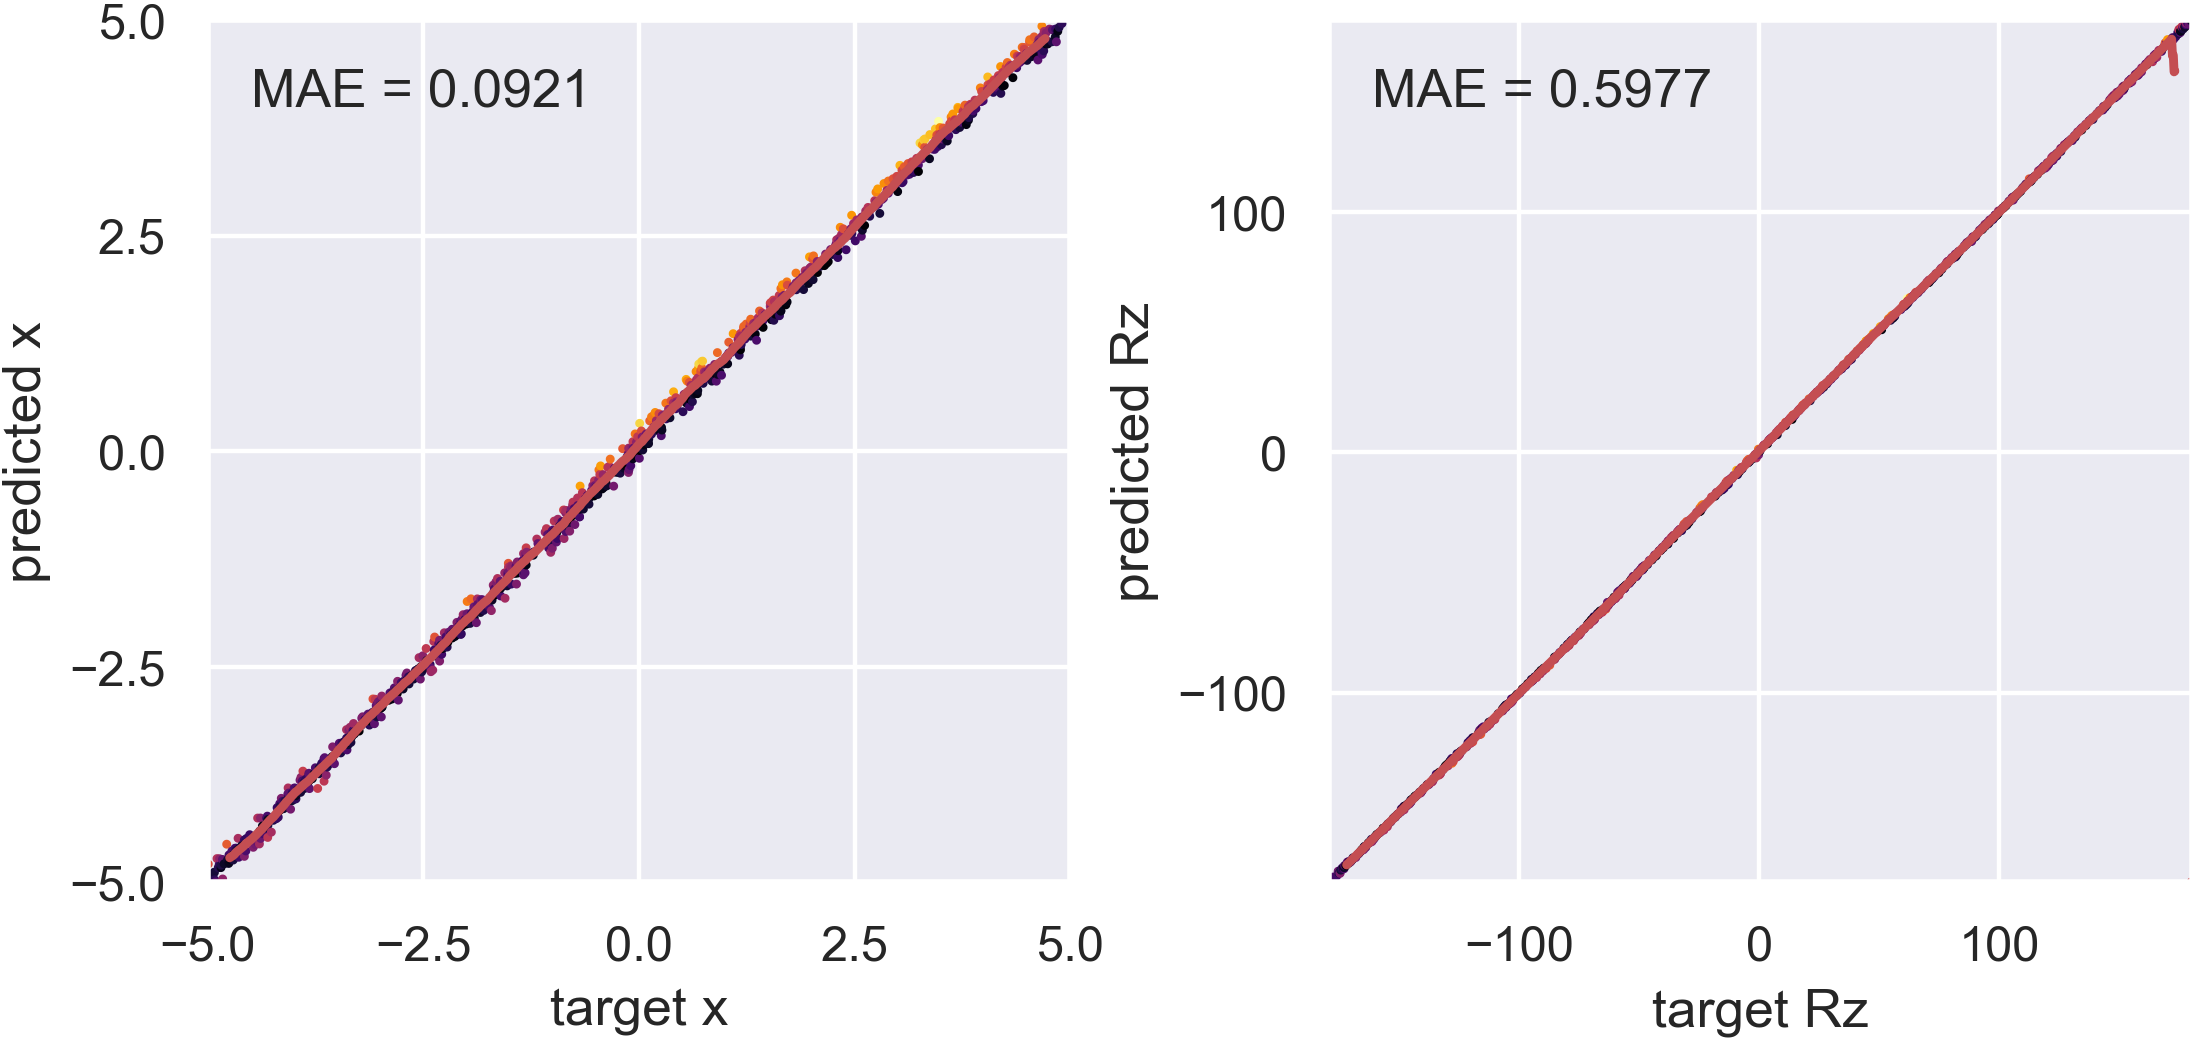 MAE = 0.0921
predicted x
5.0
2.5
0.0
−2.5
−5.0
−5.0 −2.5 0.0 2.5 5.0
target x
MAE = 0.5977
predicted Rz
100
0
−100
−100 0 100
target Rz